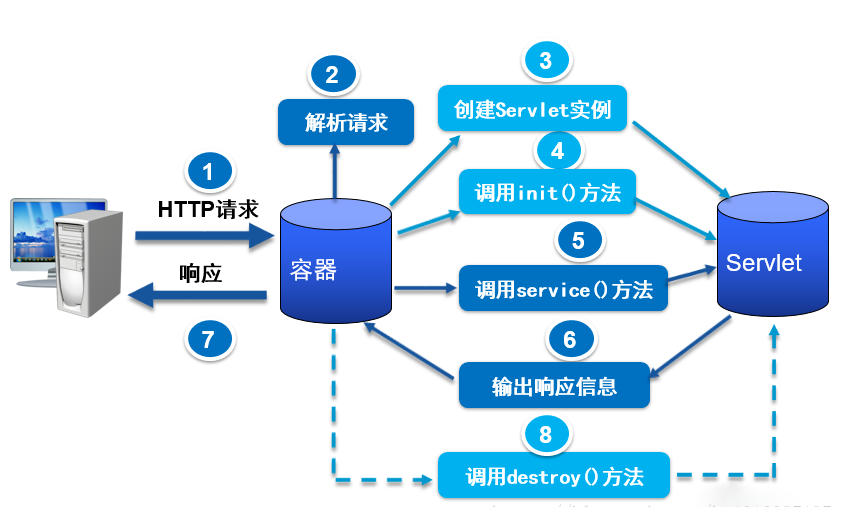 3
2
创建Servlet实例
解析请求
4
1
调用init()方法
HTTP请求
5
容器
Servlet
响应
调用service()方法
7
6
输出响应信息
8
调用destroy()方法